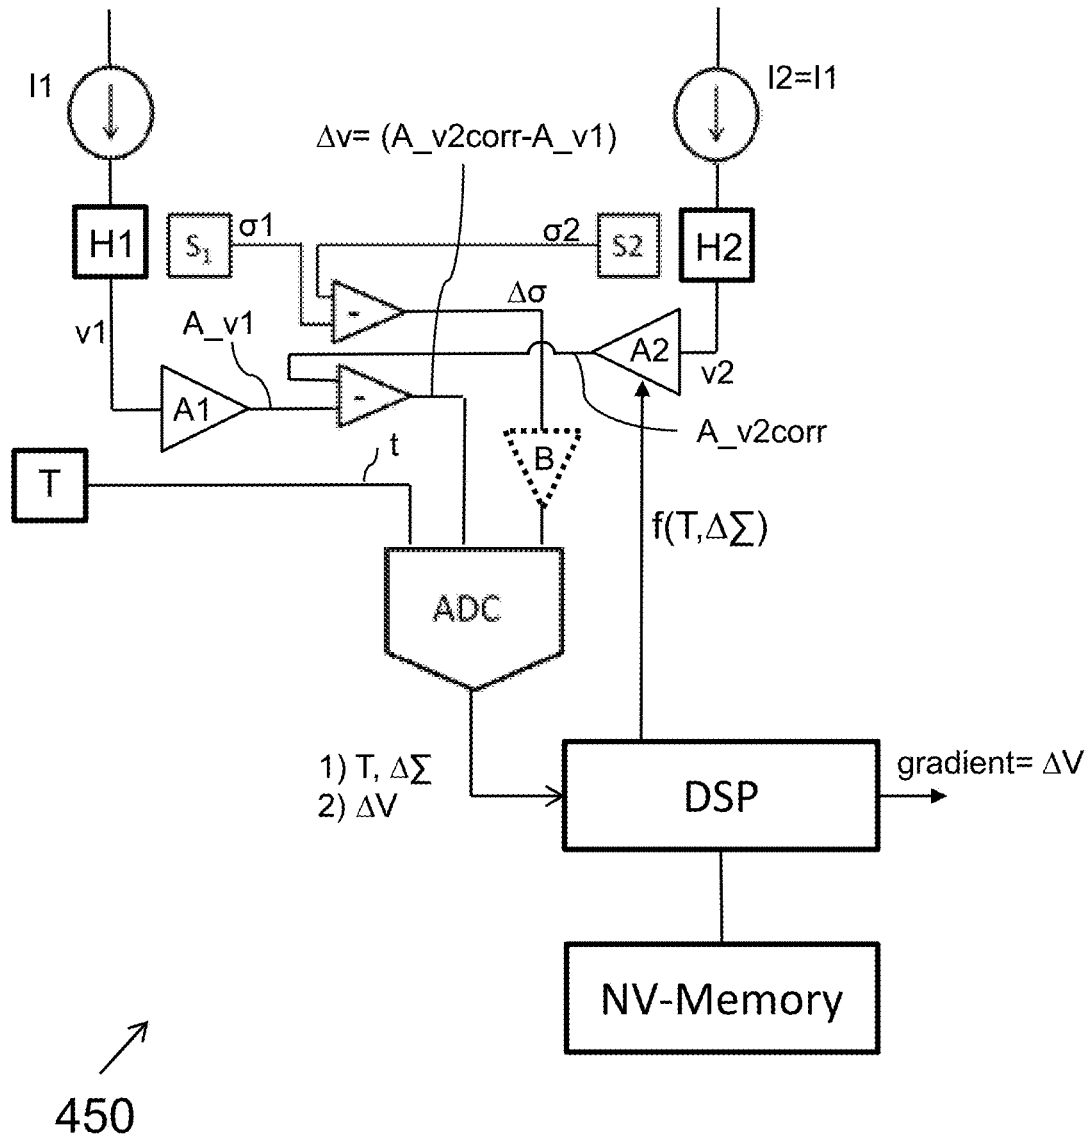 I1
I2=I1
Δv= (A_v2corr-A_v1)
H1
S1
σ1
σ2
S2
H2
-
Δσ
v1
A_v1
A2
v2
A1
-
A_v2corr
t
B
T
f(T,Δ∑)
ADC
1) T, Δ∑
2) ΔV
DSP
gradient= ΔV
NV-Memory
450